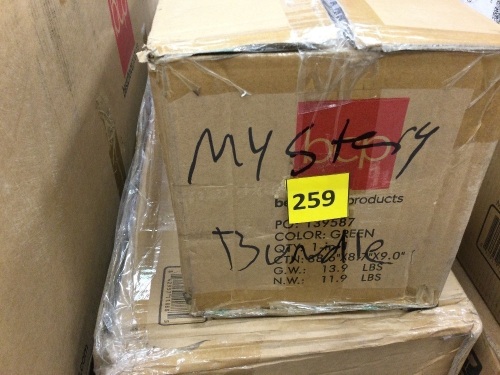 Mystery
bcp
259
products
PO: 139587
COLOR: GREEN
Bundle
G.W.: 13.9 LBS
N.W.: 11.9 LBS